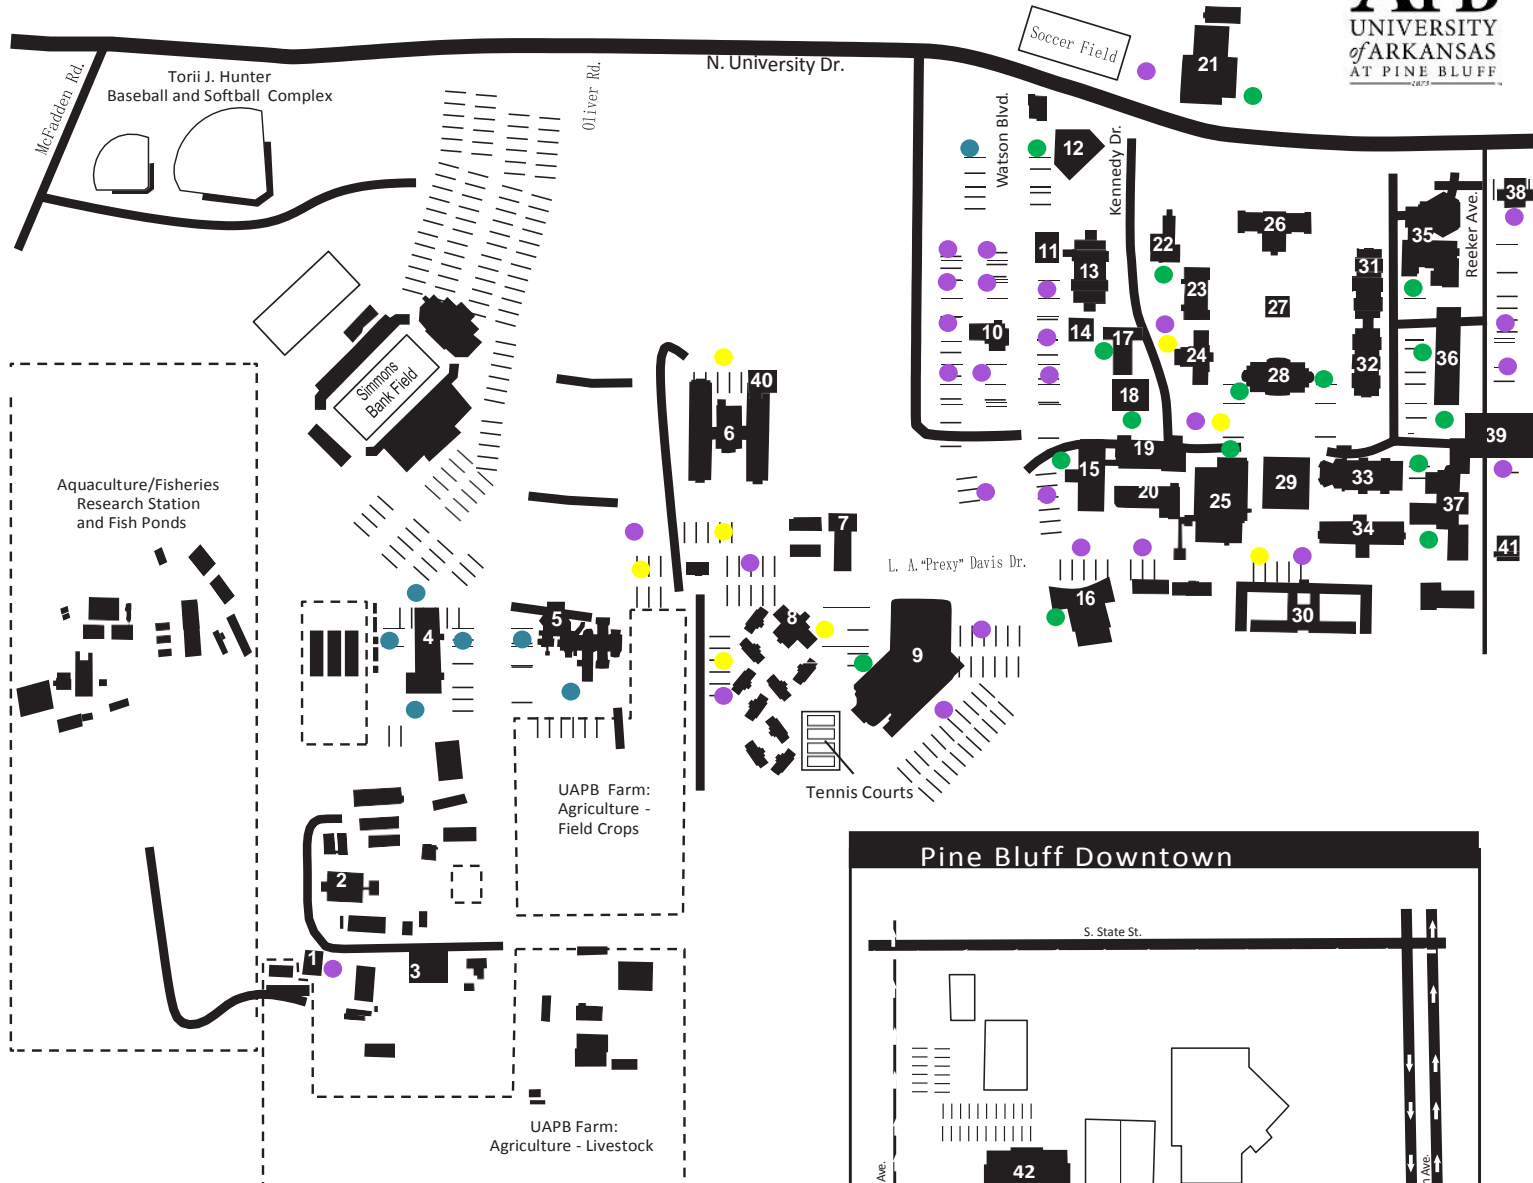 UNIVERSITY
of ARKANSAS
AT PINE BLUFF
1873
Soccer Field
21
N. University Dr.
McFadden Rd.
Torii J. Hunter
Baseball and Softball Complex
Oliver Rd.
Watson Blvd.
12
Kennedy Dr.
38
Reeker Ave.
35
26
22
11
13
31
23
27
10
14
17
24
28
32
36
18
39
19
15
20
25
29
33
37
34
41
Simmons
Bank Field
40
6
7
L. A. "Prexy" Davis Dr.
16
30
Aquaculture/Fisheries
Research Station
and Fish Ponds
4
5
8
9
Tennis Courts
UAPB Farm:
Agriculture -
Field Crops
2
1
3
UAPB Farm:
Agriculture - Livestock
Pine Bluff Downtown
S. State St.
42
Ave.
Ave.